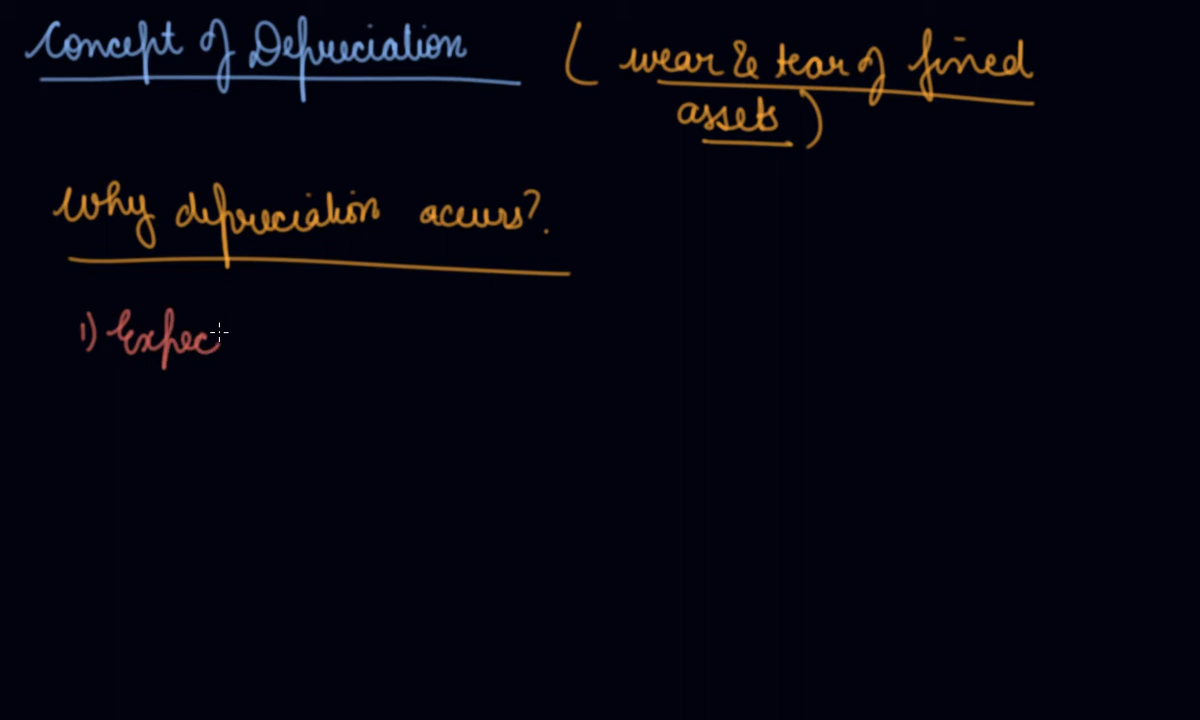 Concept of Depreciation (wear & tear of fixed
assets)
Why depreciation occurs?
1) Expec